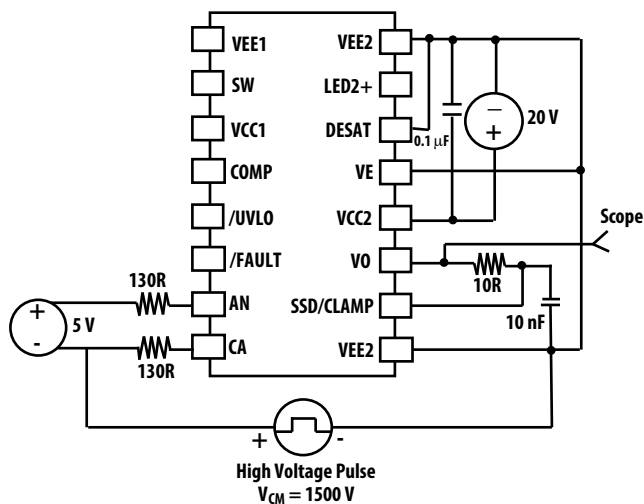 VEE1
VEE2
SW
LED2+
VCC1
DESAT
0.1 µF
−
+
20 V
COMP
VE
/UVLO
VCC2
Scope
/FAULT
VO
130R
10R
+
-
5 V
AN
SSD/CLAMP
10 nF
CA
VEE2
130R
+
-
High Voltage Pulse
VCM = 1500 V